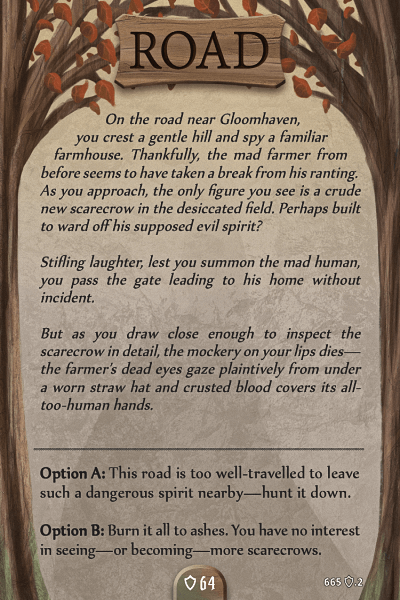 ROAD
On the road near Gloomhaven,
you crest a gentle hill and spy a familiar
farmhouse. Thankfully, the mad farmer from
before seems to have taken a break from his ranting.
As you approach, the only figure you see is a crude
new scarecrow in the desiccated field. Perhaps built
to ward off his supposed evil spirit?
Stifling laughter, lest you summon the mad human,
you pass the gate leading to his home without
incident.
But as you draw close enough to inspect the
scarecrow in detail, the mockery on your lips dies—
the farmer's dead eyes gaze plaintively from under
a worn straw hat and crusted blood covers its all-
too-human hands.
Option A: This road is too well-travelled to leave
such a dangerous spirit nearby—hunt it down.
Option B: Burn it all to ashes. You have no interest
in seeing—or becoming—more scarecrows.
64
665 .2